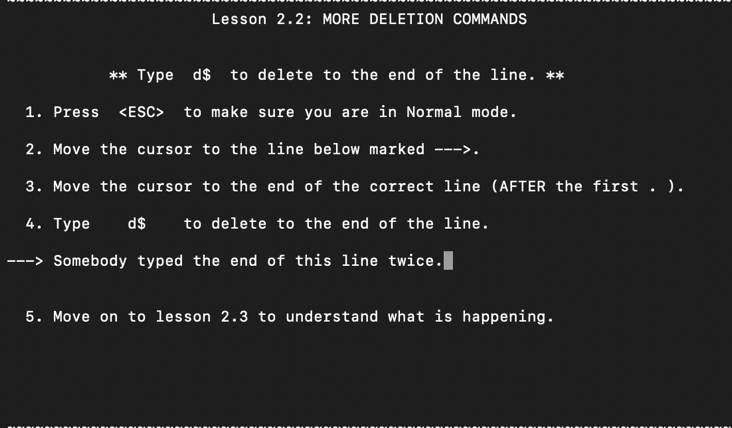 Lesson 2.2: MORE DELETION COMMANDS
** Type  d$  to delete to the end of the line. **
1. Press  <ESC>  to make sure you are in Normal mode.
2. Move the cursor to the line below marked --->.
3. Move the cursor to the end of the correct line (AFTER the first . ).
4. Type    d$    to delete to the end of the line.
---> Somebody typed the end of this line twice.
5. Move on to lesson 2.3 to understand what is happening.